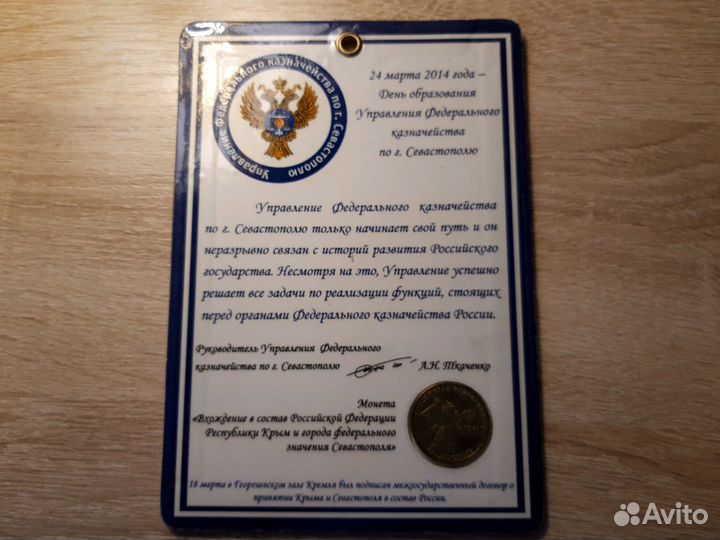 Управление Федерального казначейства по г. Севастополю
24 марта 2014 года –
День образования
Управления Федерального
казначейства
по г. Севастополю
Управление Федерального казначейства
по г. Севастополю только начинает свой путь и он
неразрывно связан с историй развития Российского
государства. Несмотря на это, Управление успешно
решает все задачи по реализации функций, стоящих
перед органами Федерального казначейства России.
Руководитель Управления Федерального
казначейства по г. Севастополю А.Н. Ткаченко
Монета
«Вхождение в состав Российской Федерации
Республики Крым и города федерального
значения Севастополя»
18 марта в Георгиевском зале Кремля был подписан межгосударственный договор о
принятии Крыма и Севастополя в состав России.
Avito